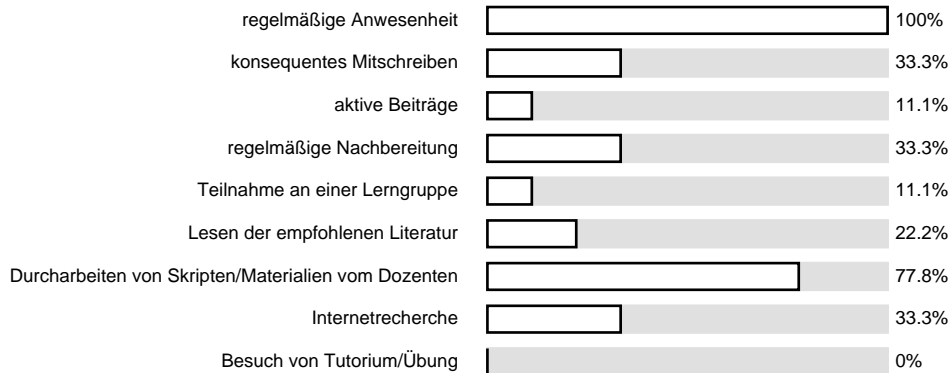 regelmäßige Anwesenheit 100%
konsequentes Mitschreiben 33.3%
aktive Beiträge 11.1%
regelmäßige Nachbereitung 33.3%
Teilnahme an einer Lerngruppe 11.1%
Lesen der empfohlenen Literatur 22.2%
Durcharbeiten von Skripten/Materialien vom Dozenten 77.8%
Internetrecherche 33.3%
Besuch von Tutorium/Übung 0%